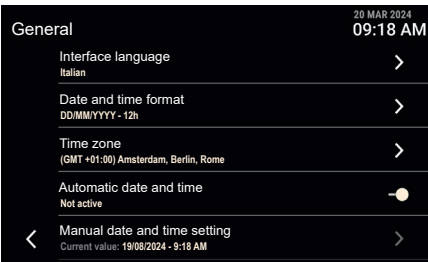 20 MAR 2024
General
09:18 AM
Interface language
Italian
Date and time format
DD/MM/YYYY - 12h
Time zone
(GMT +01:00) Amsterdam, Berlin, Rome
Automatic date and time
Not active
Manual date and time setting
Current value: 19/08/2024 - 9:18 AM